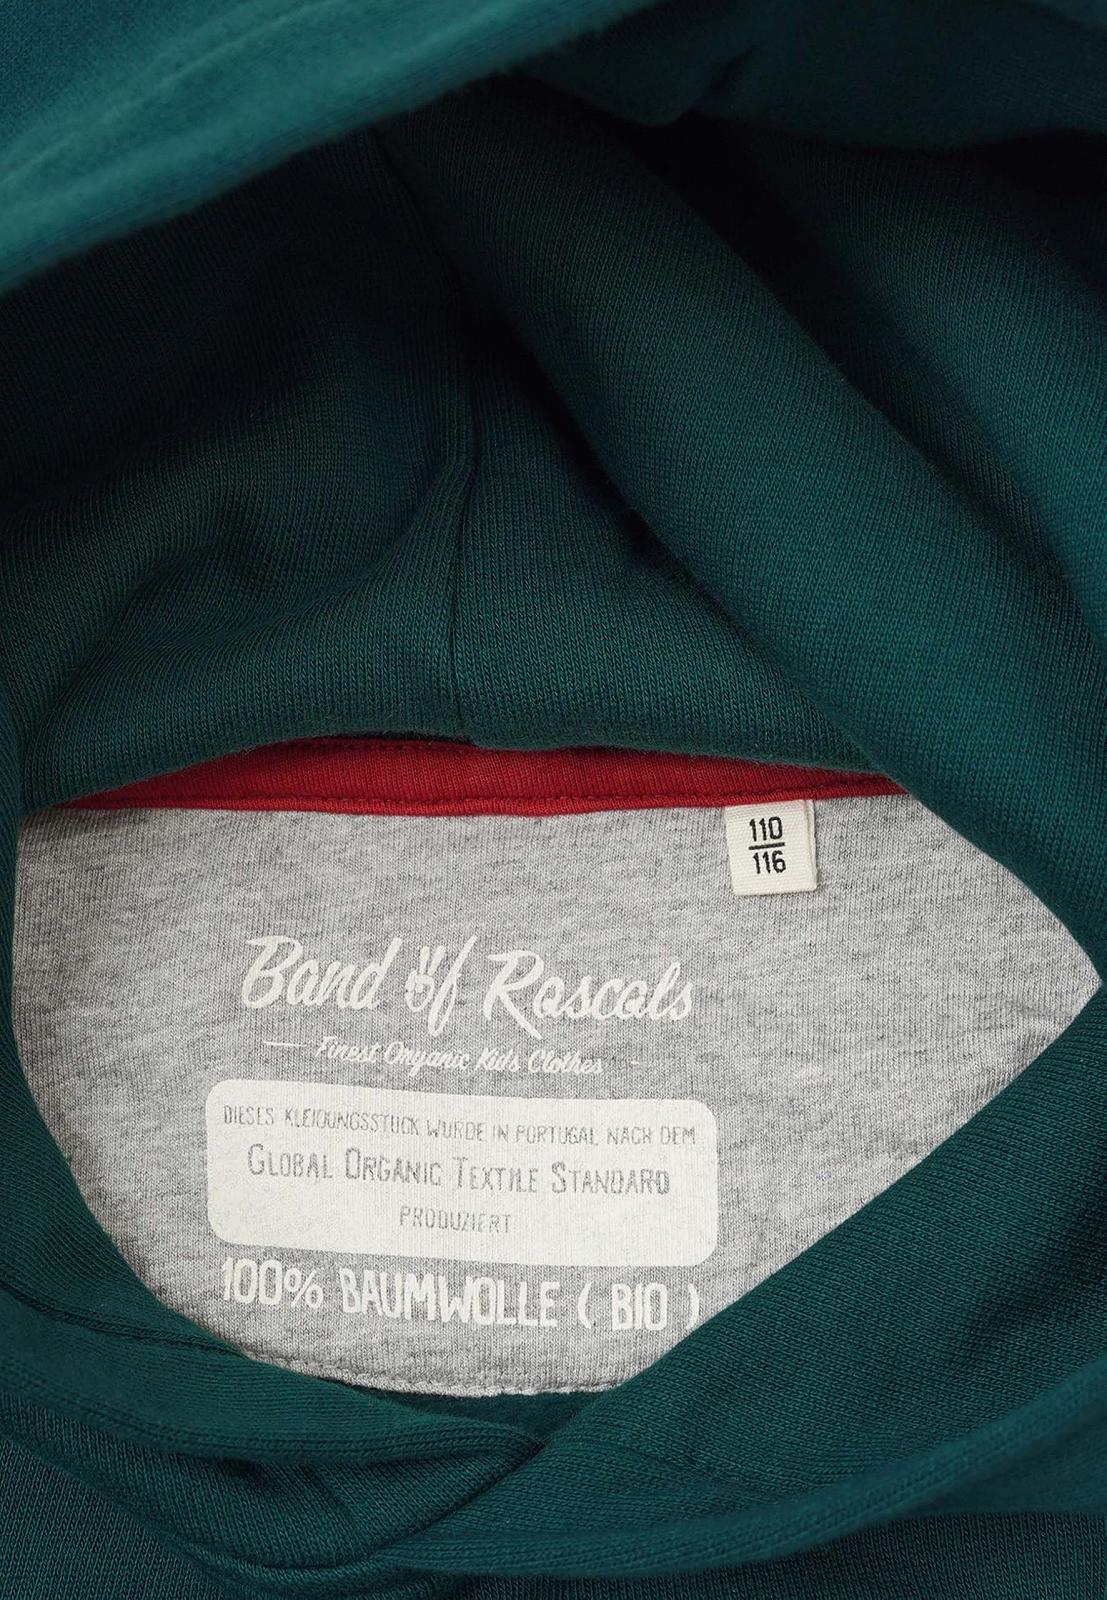 110
116
Band of Rascals
Finest Organic Kids Clothes
DIESES KLEIDUNGSSTÜCK WURDE IN PORTUGAL NACH DEM
GLOBAL ORGANIC TEXTILE STANDARD
PRODUZIERT
100% BAUMWOLLE ( BIO )